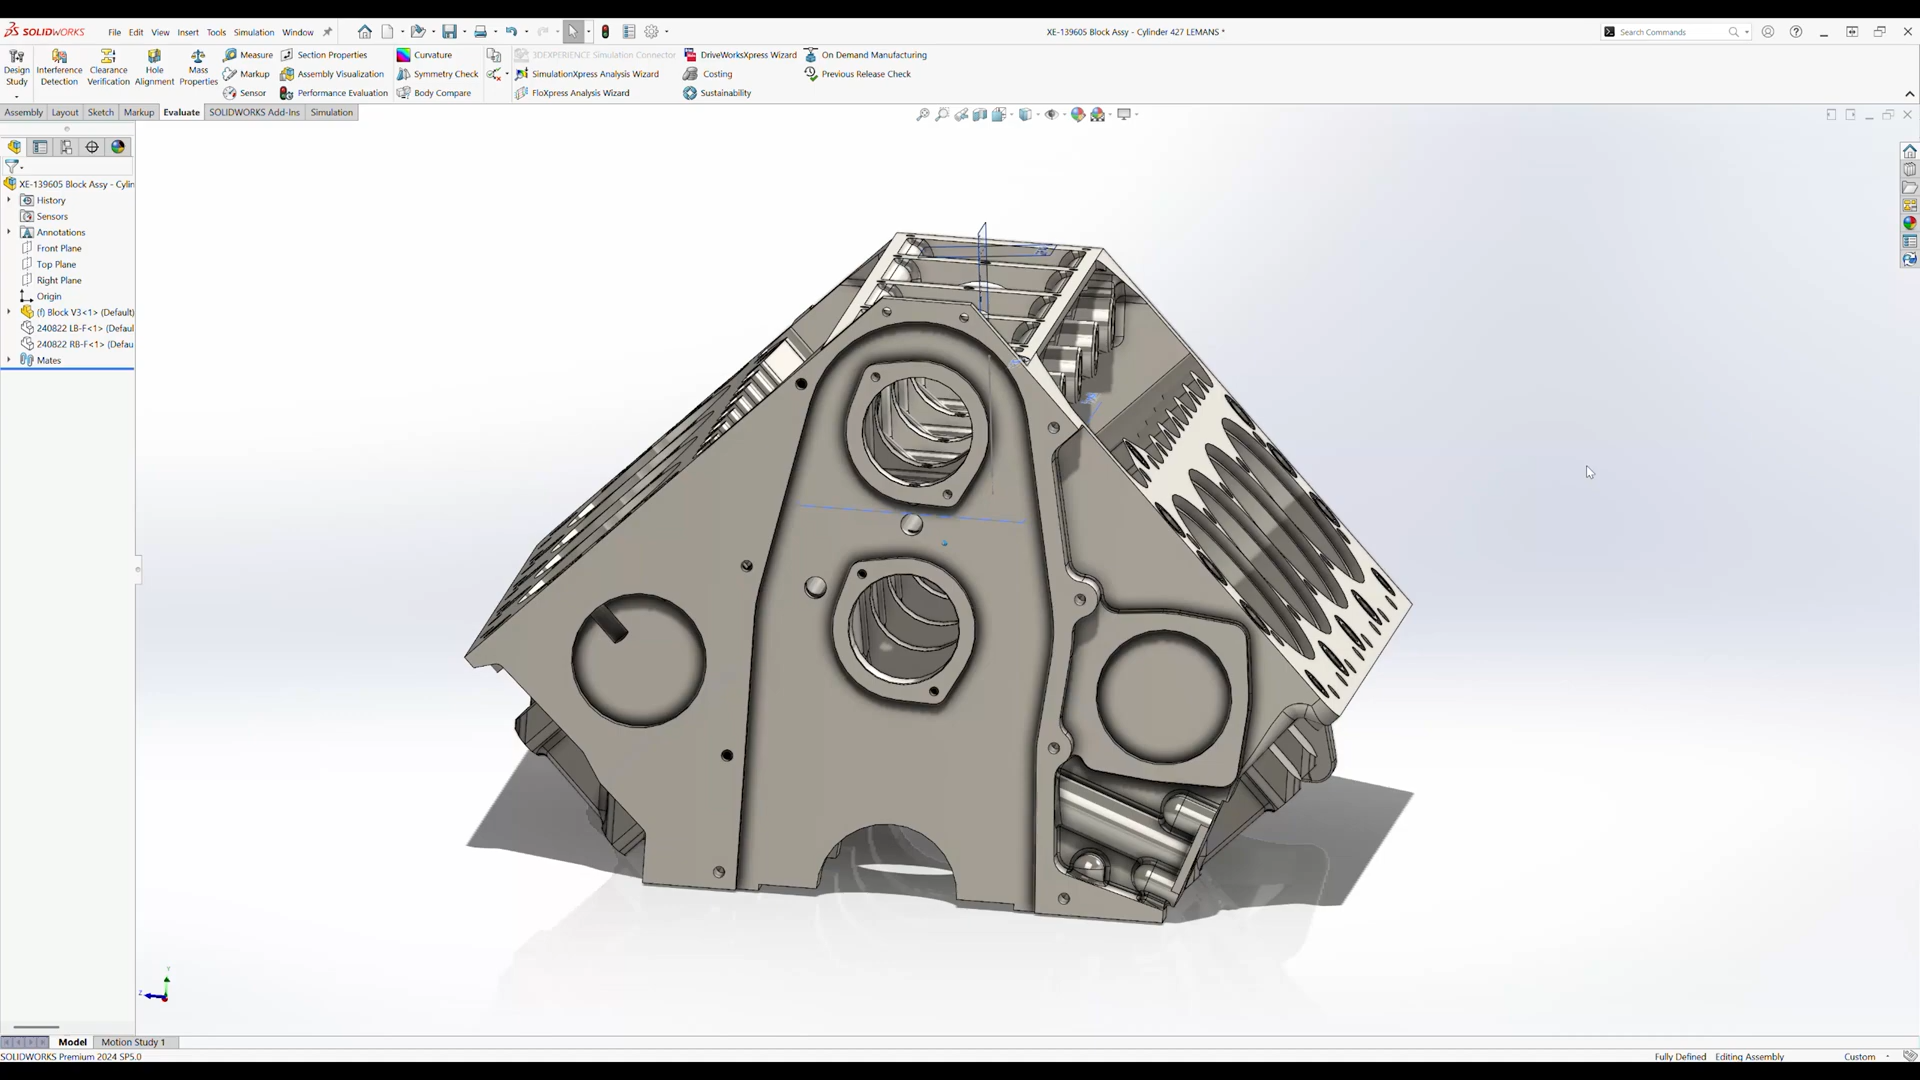 SOLIDWORKS File Edit View Insert Tools Simulation Window XE-139605 Block Assy - Cylinder 427 LEMANS * Search Commands
Design Study
Interference Detection
Clearance Verification
Hole Alignment
Mass Properties
Measure
Markup
Sensor
Section Properties
Assembly Visualization
Performance Evaluation
Curvature
Symmetry Check
Body Compare
3DEXPERIENCE Simulation Connector
SimulationXpress Analysis Wizard
FloXpress Analysis Wizard
DriveWorksXpress Wizard
Costing
Sustainability
On Demand Manufacturing
Previous Release Check
Assembly Layout Sketch Markup Evaluate SOLIDWORKS Add-Ins Simulation
XE-139605 Block Assy - Cylin
History
Sensors
Annotations
Front Plane
Top Plane
Right Plane
Origin
(f) Block V3<1> (Default)
240822 LB-F<1> (Defaul
240822 RB-F<1> (Defau
Mates
Y
Z
Model Motion Study 1
SOLIDWORKS Premium 2024 SP5.0 Fully Defined Editing Assembly Custom